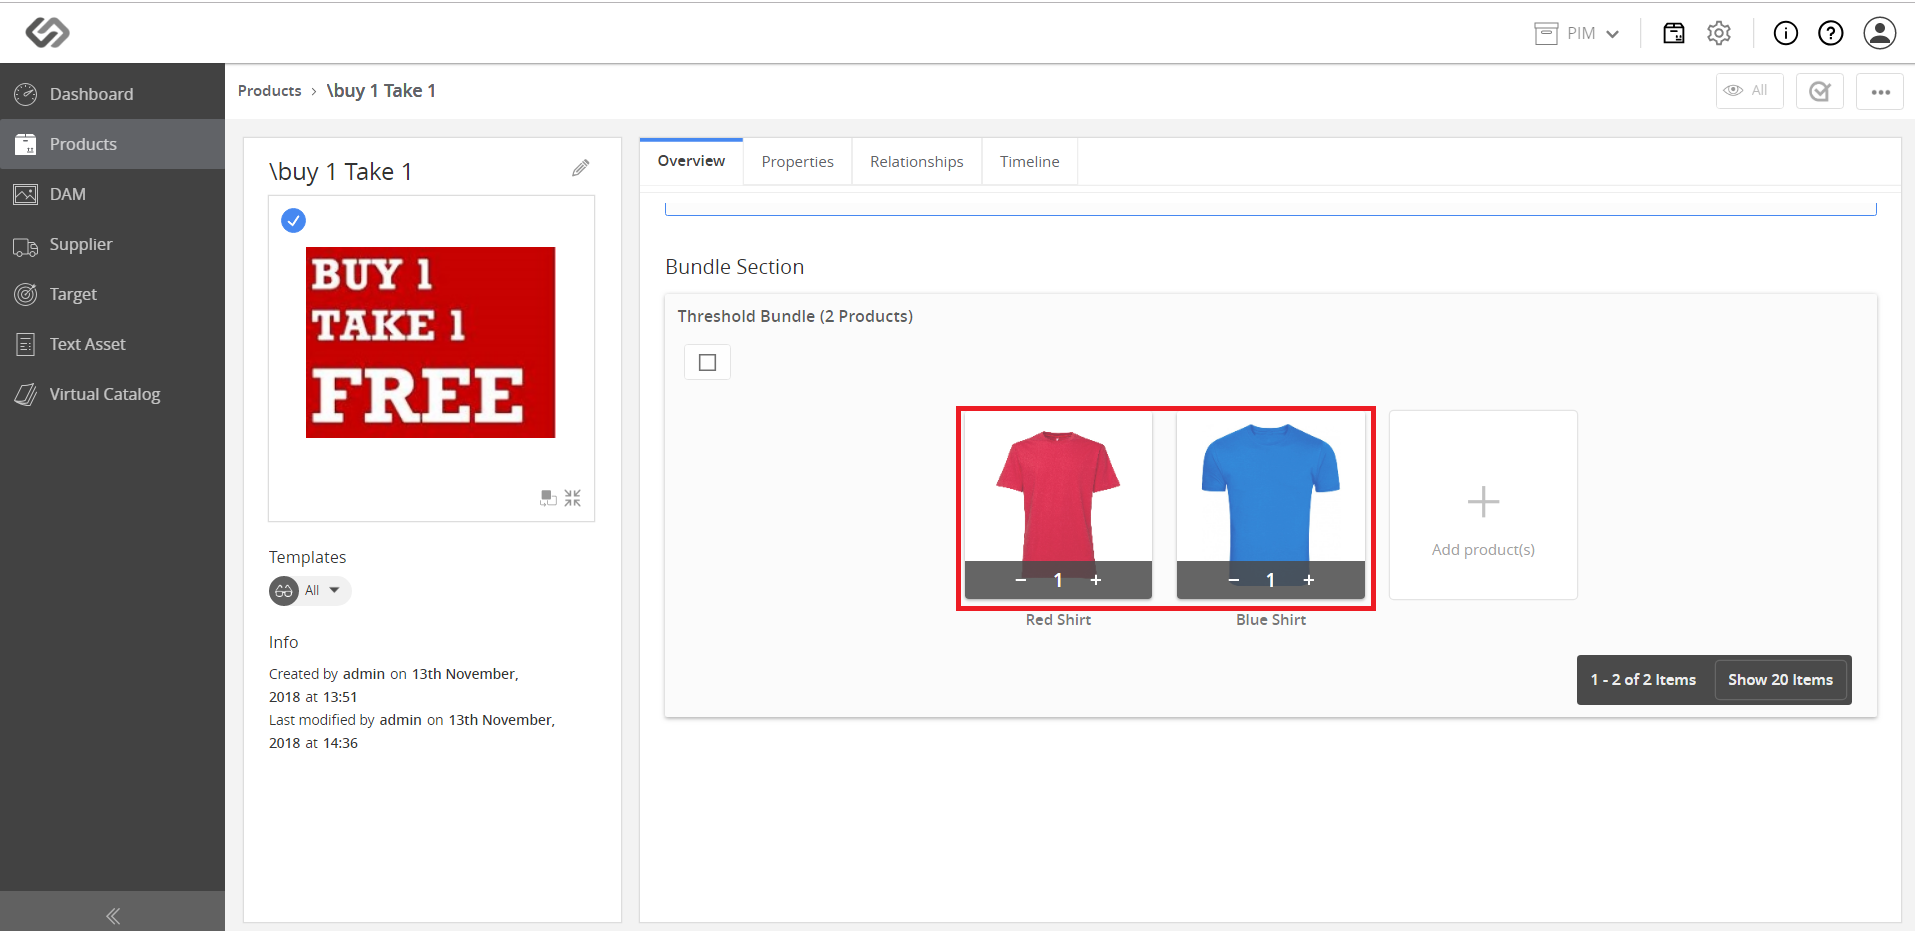 PIM
Dashboard
Products
DAM
Supplier
Target
Text Asset
Virtual Catalog
Products › \buy 1 Take 1
All
\buy 1 Take 1
BUY 1
TAKE 1
FREE
Templates
All
Info
Created by admin on 13th November,
2018 at 13:51
Last modified by admin on 13th November,
2018 at 14:36
Overview
Properties
Relationships
Timeline
Bundle Section
Threshold Bundle (2 Products)
− 1 +
− 1 +
Red Shirt
Blue Shirt
Add product(s)
1 - 2 of 2 Items
Show 20 Items